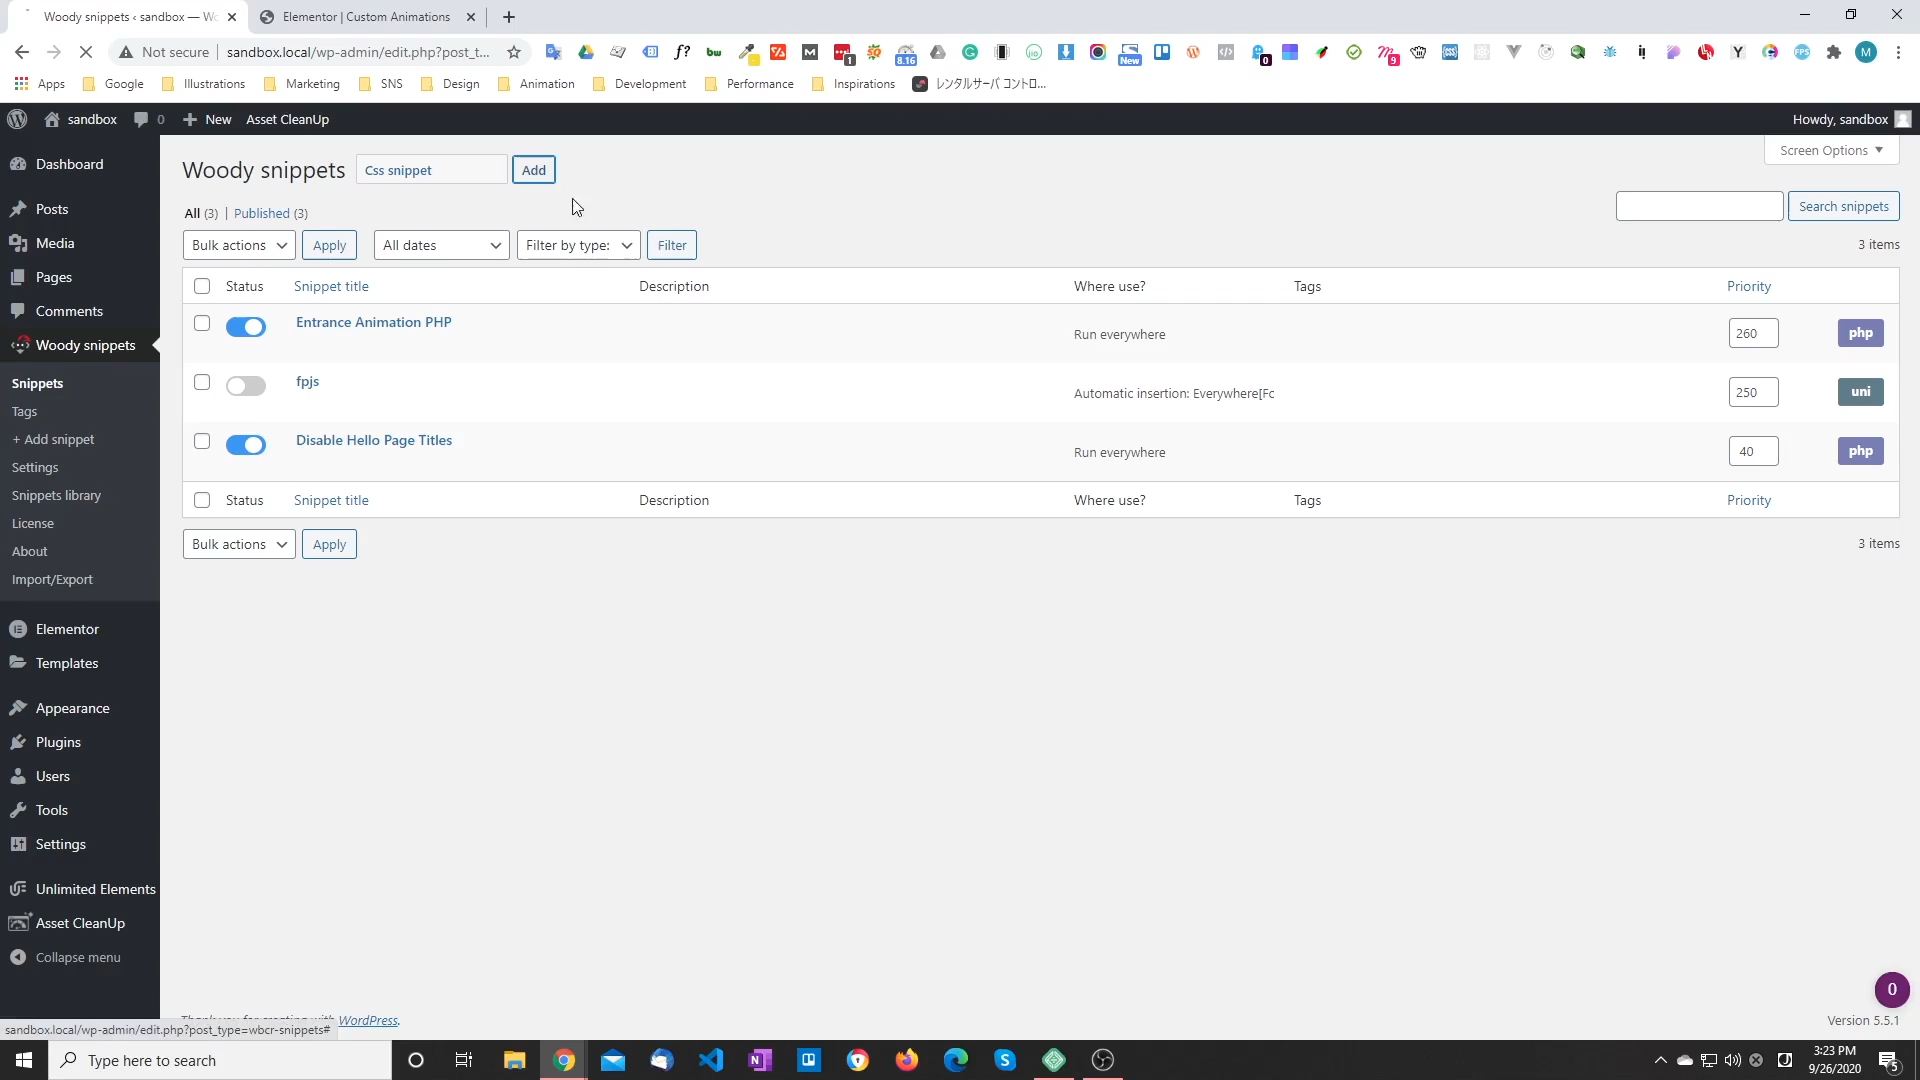 Woody snippets ‹ sandbox — Wo
Elementor | Custom Animations
Not secure
sandbox.local/wp-admin/edit.php?post_t...
Apps
Google
Illustrations
Marketing
SNS
Design
Animation
Development
Performance
Inspirations
レンタルサーバ コントロ...
sandbox
0
New
Asset CleanUp
Howdy, sandbox
Screen Options
Dashboard
Posts
Media
Pages
Comments
Woody snippets
Snippets
Tags
+ Add snippet
Settings
Snippets library
License
About
Import/Export
Elementor
Templates
Appearance
Plugins
Users
Tools
Settings
Unlimited Elements
Asset CleanUp
Collapse menu
Woody snippets
Css snippet
Add
All (3) | Published (3)
Search snippets
Bulk actions
Apply
All dates
Filter by type:
Filter
3 items
Status
Snippet title
Description
Where use?
Tags
Priority
Entrance Animation PHP
Run everywhere
260
php
fpjs
Automatic insertion: Everywhere[Fc
250
uni
Disable Hello Page Titles
Run everywhere
40
php
Status
Snippet title
Description
Where use?
Tags
Priority
Bulk actions
Apply
3 items
0
WordPress.
Version 5.5.1
sandbox.local/wp-admin/edit.php?post_type=wbcr-snippets#
Type here to search
3:23 PM
9/26/2020
5